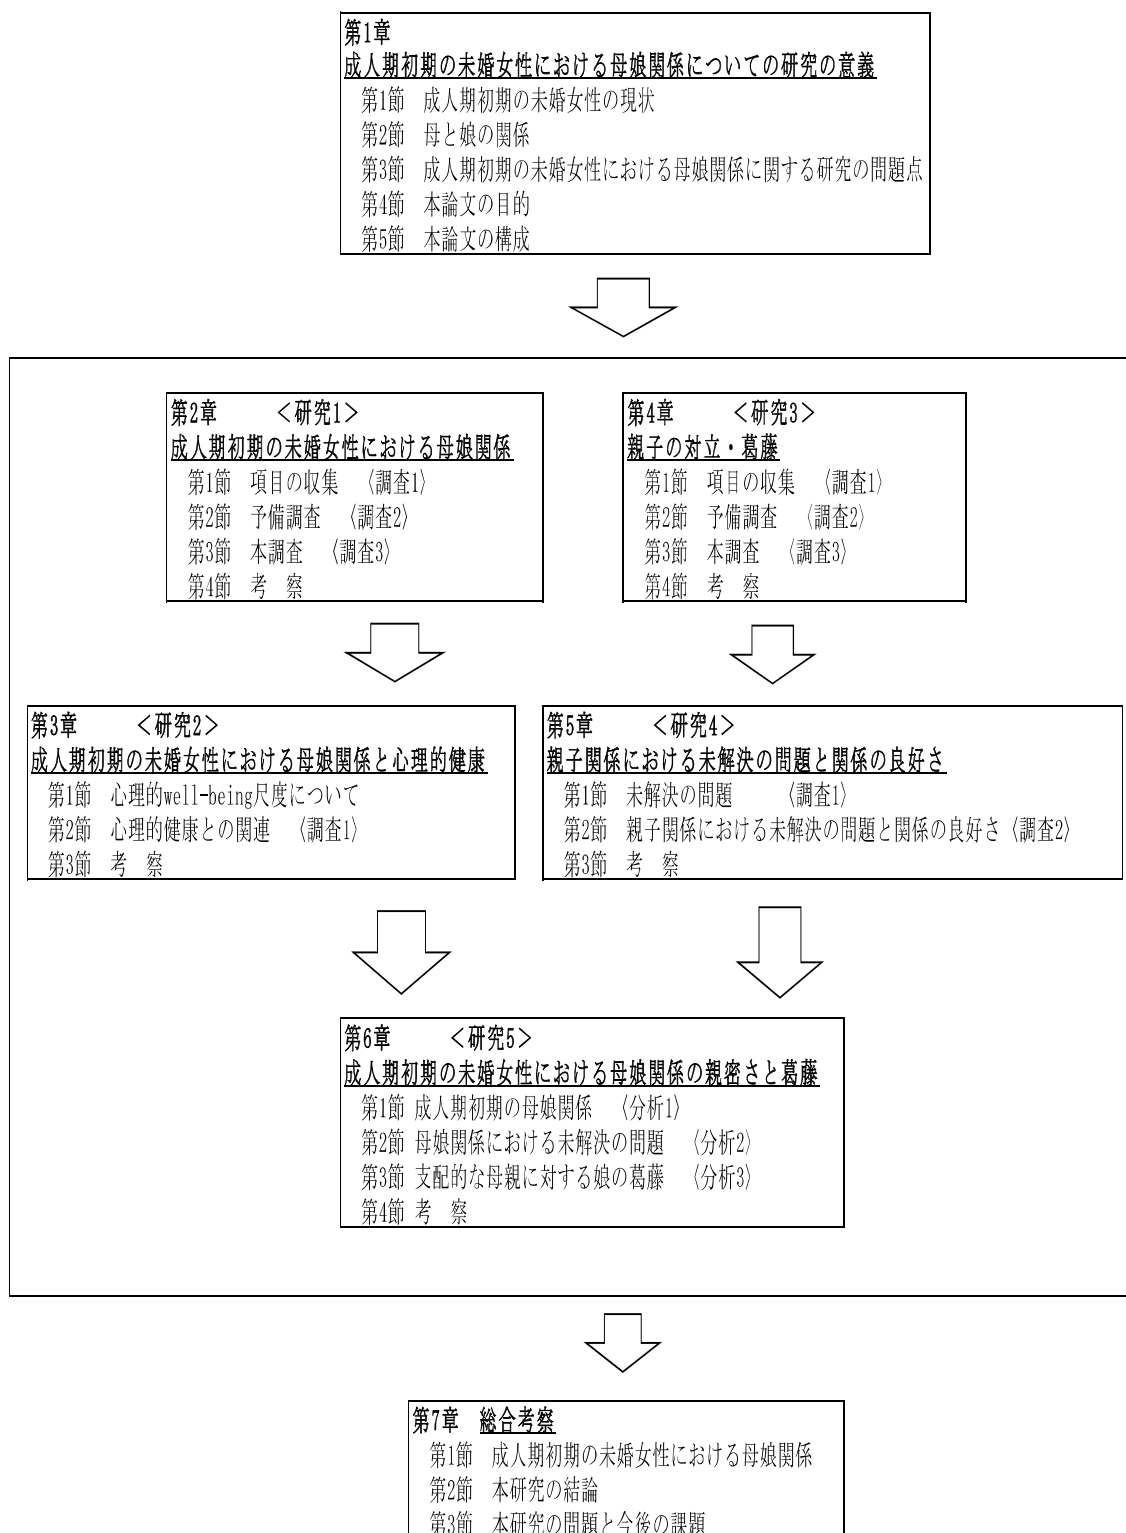 第1章
成人期初期の未婚女性における母娘関係についての研究の意義
第1節　成人期初期の未婚女性の現状
第2節　母と娘の関係
第3節　成人期初期の未婚女性における母娘関係に関する研究の問題点
第4節　本論文の目的
第5節　本論文の構成
第2章　　＜研究1＞
成人期初期の未婚女性における母娘関係
第1節　項目の収集　〈調査1〉
第2節　予備調査　〈調査2〉
第3節　本調査　〈調査3〉
第4節　考　察
第4章　　＜研究3＞
親子の対立・葛藤
第1節　項目の収集　〈調査1〉
第2節　予備調査　〈調査2〉
第3節　本調査　〈調査3〉
第4節　考　察
第3章　　＜研究2＞
成人期初期の未婚女性における母娘関係と心理的健康
第1節　心理的well-being尺度について
第2節　心理的健康との関連　〈調査1〉
第3節　考　察
第5章　　＜研究4＞
親子関係における未解決の問題と関係の良好さ
第1節　未解決の問題　　〈調査1〉
第2節　親子関係における未解決の問題と関係の良好さ〈調査2〉
第3節　考　察
第6章　　＜研究5＞
成人期初期の未婚女性における母娘関係の親密さと葛藤
第1節 成人期初期の母娘関係　〈分析1〉
第2節 母娘関係における未解決の問題　〈分析2〉
第3節 支配的な母親に対する娘の葛藤　〈分析3〉
第4節 考　察
第7章　総合考察
第1節　成人期初期の未婚女性における母娘関係
第2節　本研究の結論
第3節　本研究の問題と今後の課題